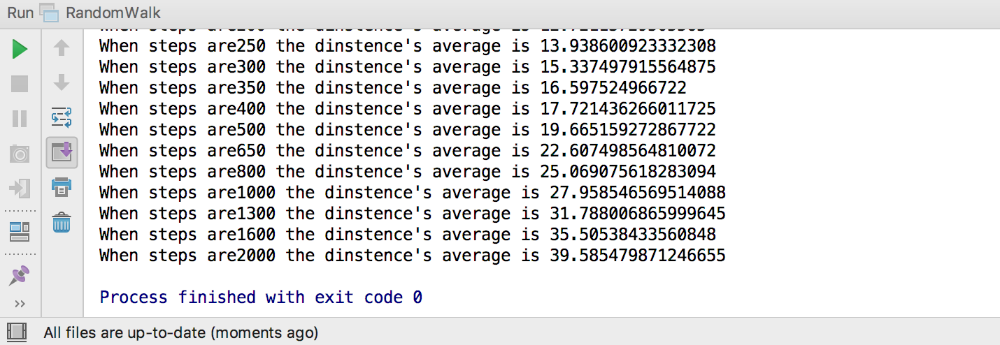 Run RandomWalk
When steps are250 the dinstence's average is 13.938600923332308
When steps are300 the dinstence's average is 15.337497915564875
When steps are350 the dinstence's average is 16.597524966722
When steps are400 the dinstence's average is 17.721436266011725
When steps are500 the dinstence's average is 19.665159272867722
When steps are650 the dinstence's average is 22.607498564810072
When steps are800 the dinstence's average is 25.069075618283094
When steps are1000 the dinstence's average is 27.958546569514088
When steps are1300 the dinstence's average is 31.788006865999645
When steps are1600 the dinstence's average is 35.50538433560848
When steps are2000 the dinstence's average is 39.585479871246655
Process finished with exit code 0
All files are up-to-date (moments ago)